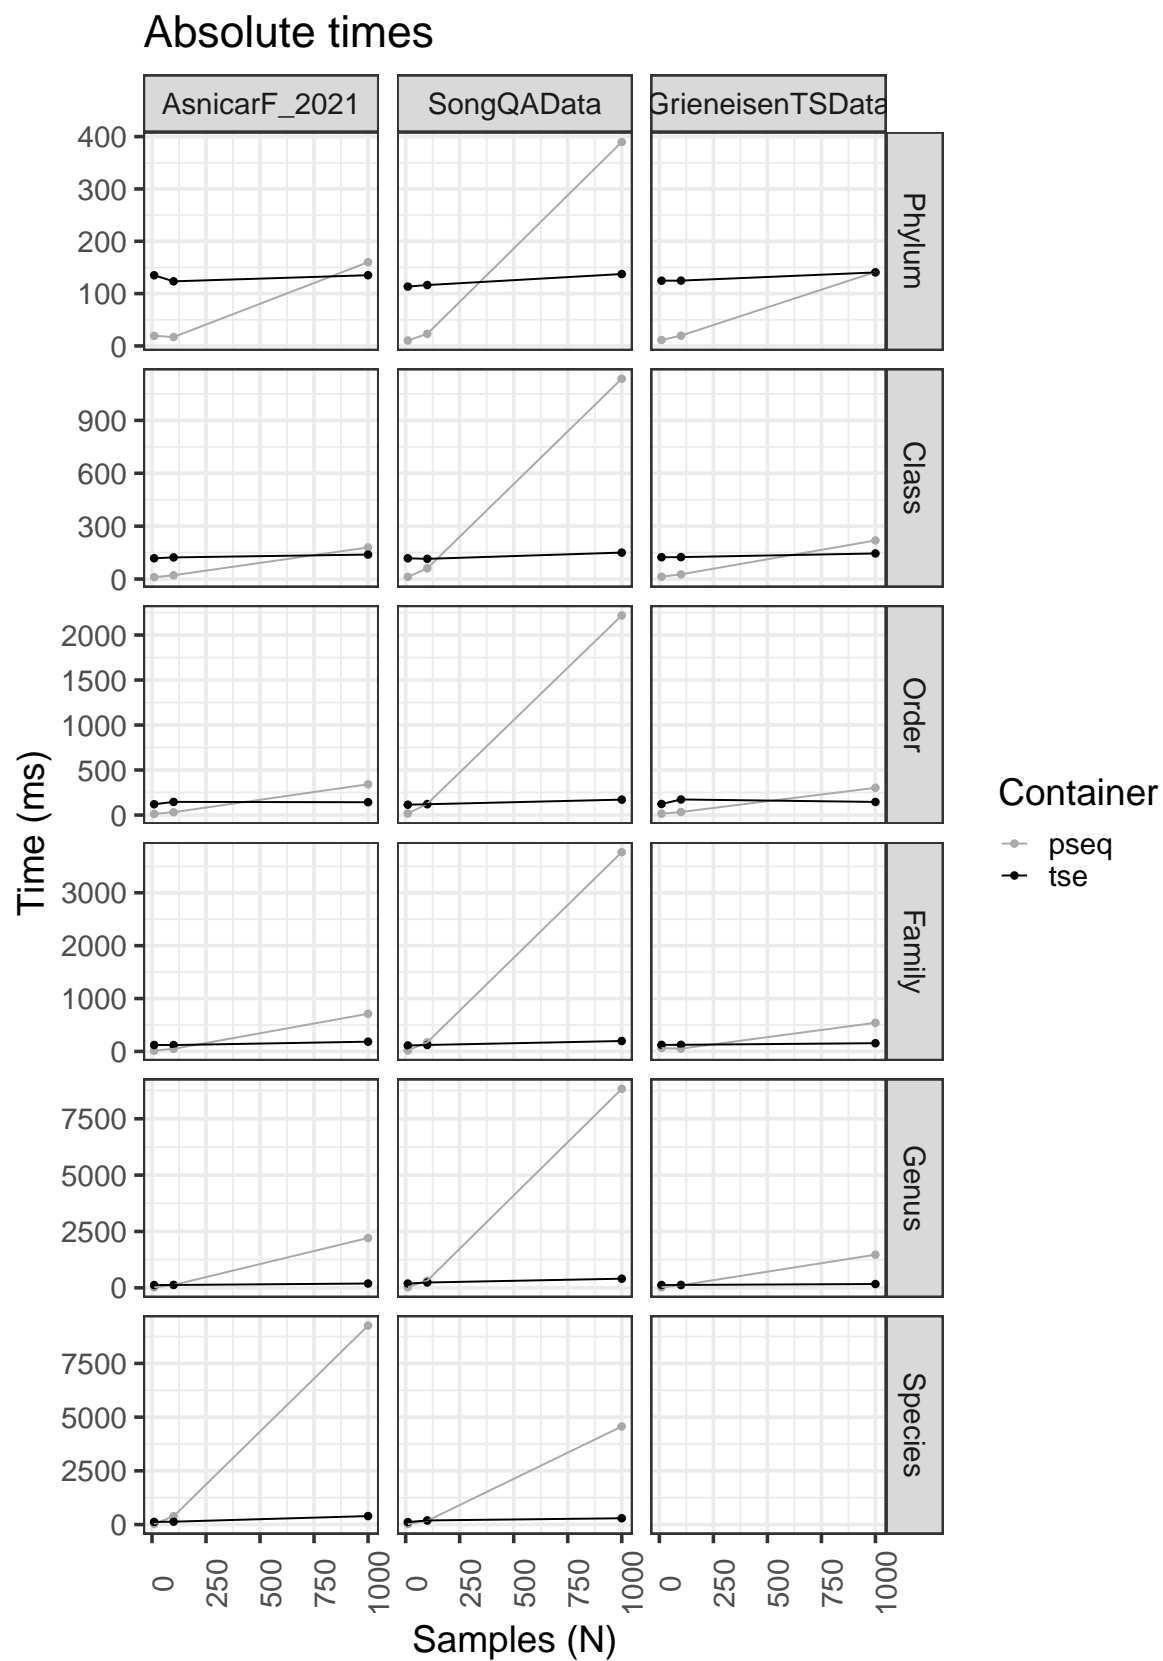 Absolute times
AsnicarF_2021 SongQAData GrieneisenTSData
400
300
200
100
0
Phylum
900
600
300
0
Class
2000
1500
1000
500
0
Order
3000
2000
1000
0
Family
7500
5000
2500
0
Genus
7500
5000
2500
0
Species
0 250 500 750 1000 0 250 500 750 1000 0 250 500 750 1000
Samples (N)
Time (ms)
Container
pseq
tse